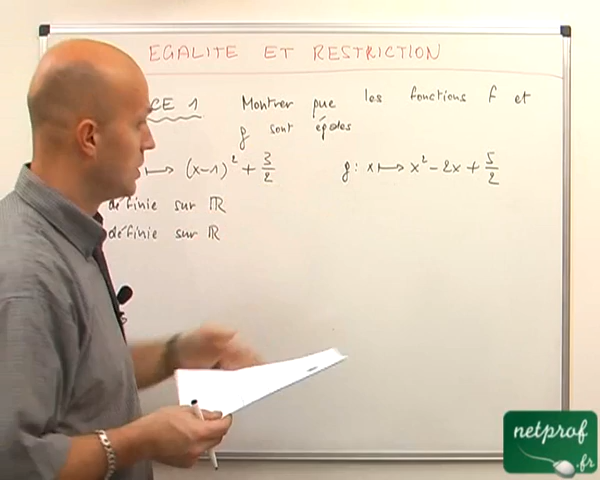 EGALITE ET RESTRICTION
CE 1 Montrer que les fonctions f et
g sont égales
⟼ (x-1)² + 3/2 g: x ⟼ x² - 2x + 5/2
définie sur ℝ
définie sur ℝ
netprof
.fr